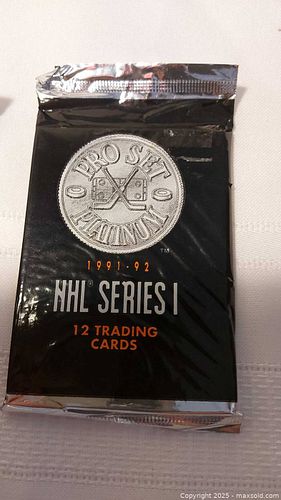 PRO SET
PLATINUM
TM
1991-92
NHL® SERIES I
12 TRADING
CARDS
Copyright 2025 - maxsold.com